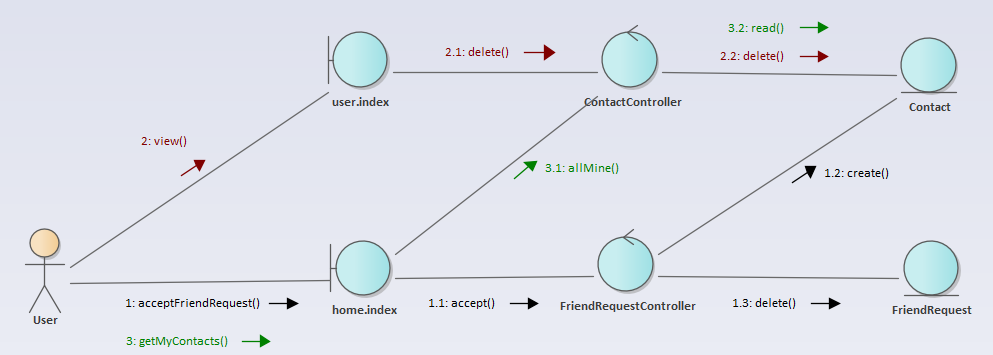 3.2: read()
2.1: delete()
2.2: delete()
user.index
ContactController
Contact
2: view()
3.1: allMine()
1.2: create()
1: acceptFriendRequest()
home.index
1.1: accept()
FriendRequestController
1.3: delete()
FriendRequest
User
3: getMyContacts()